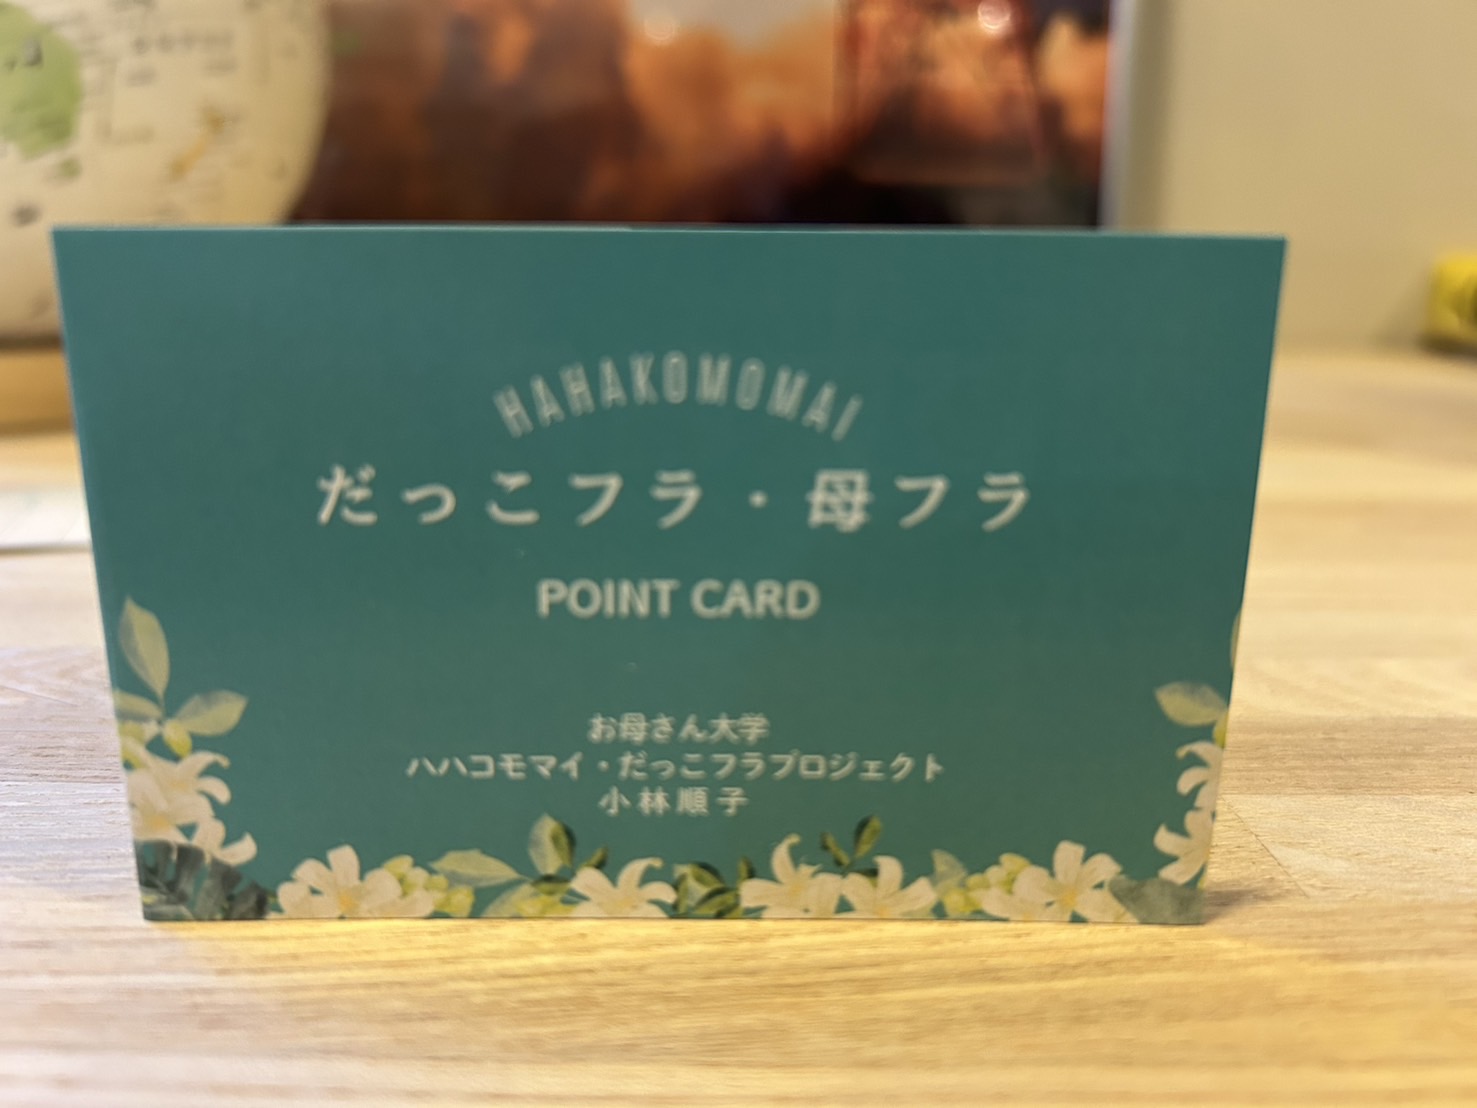 HAHAKOMOMAI
だっこフラ・母フラ
POINT CARD
お母さん大学
ハハコモマイ・だっこフラプロジェクト
小林順子